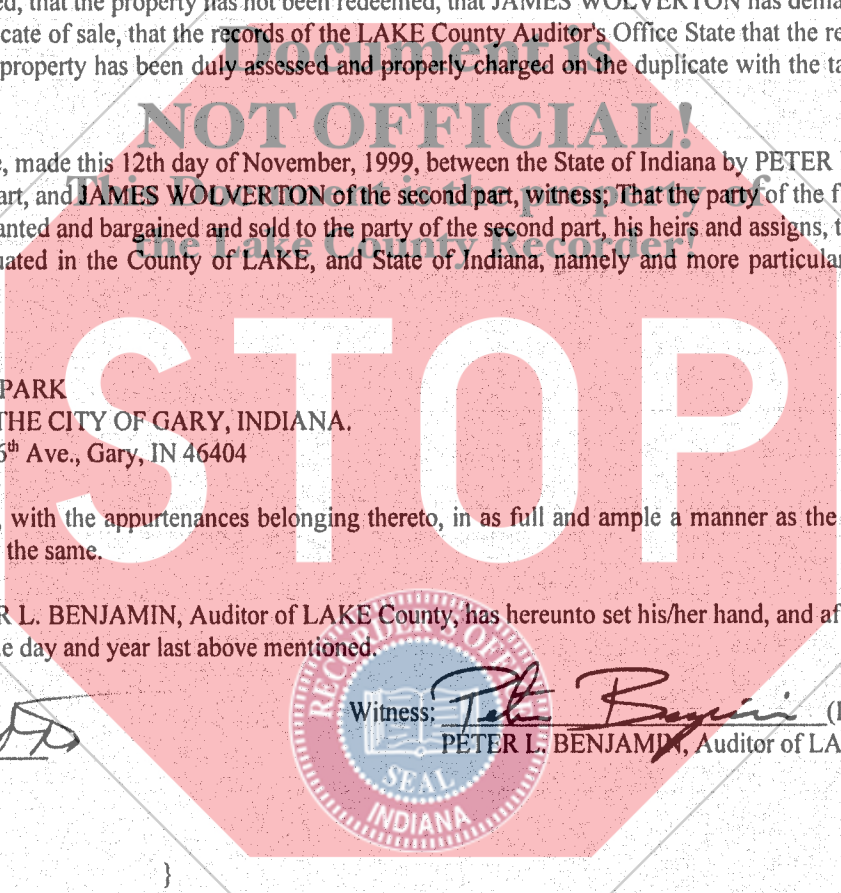 ed, that the property has not been redeemed, that JAMES WOLVERTON has dema
cate of sale, that the records of the LAKE County Auditor's Office State that the re
property has been duly assessed and properly charged on the duplicate with the ta
Document is
NOT OFFICIAL!
This Document is the property of
the Lake County Recorder!
e, made this 12th day of November, 1999, between the State of Indiana by PETER
art, and JAMES WOLVERTON of the second part, witness; That the party of the f
anted and bargained and sold to the party of the second part, his heirs and assigns, t
uated in the County of LAKE, and State of Indiana, namely and more particular
STOP
PARK
THE CITY OF GARY, INDIANA.
6th Ave., Gary, IN 46404
, with the appurtenances belonging thereto, in as full and ample a manner as the
the same.
R L. BENJAMIN, Auditor of LAKE County, has hereunto set his/her hand, and af
e day and year last above mentioned.
Witness: (
PETER L. BENJAMIN, Auditor of LA
RECORDER'S OFFICE
SEAL
INDIANA
}